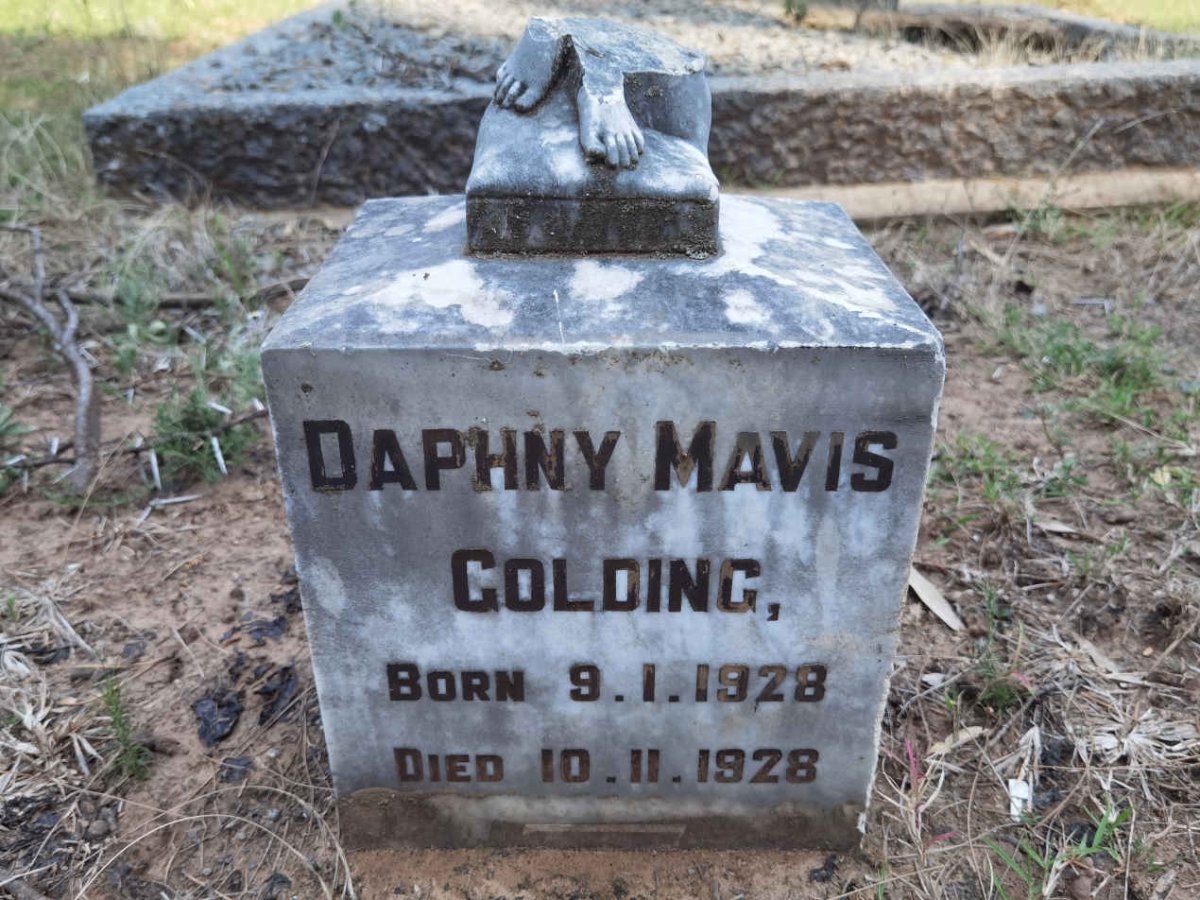 DAPHNY MAVIS
GOLDING,
BORN 9.1.1928
DIED 10.11.1928